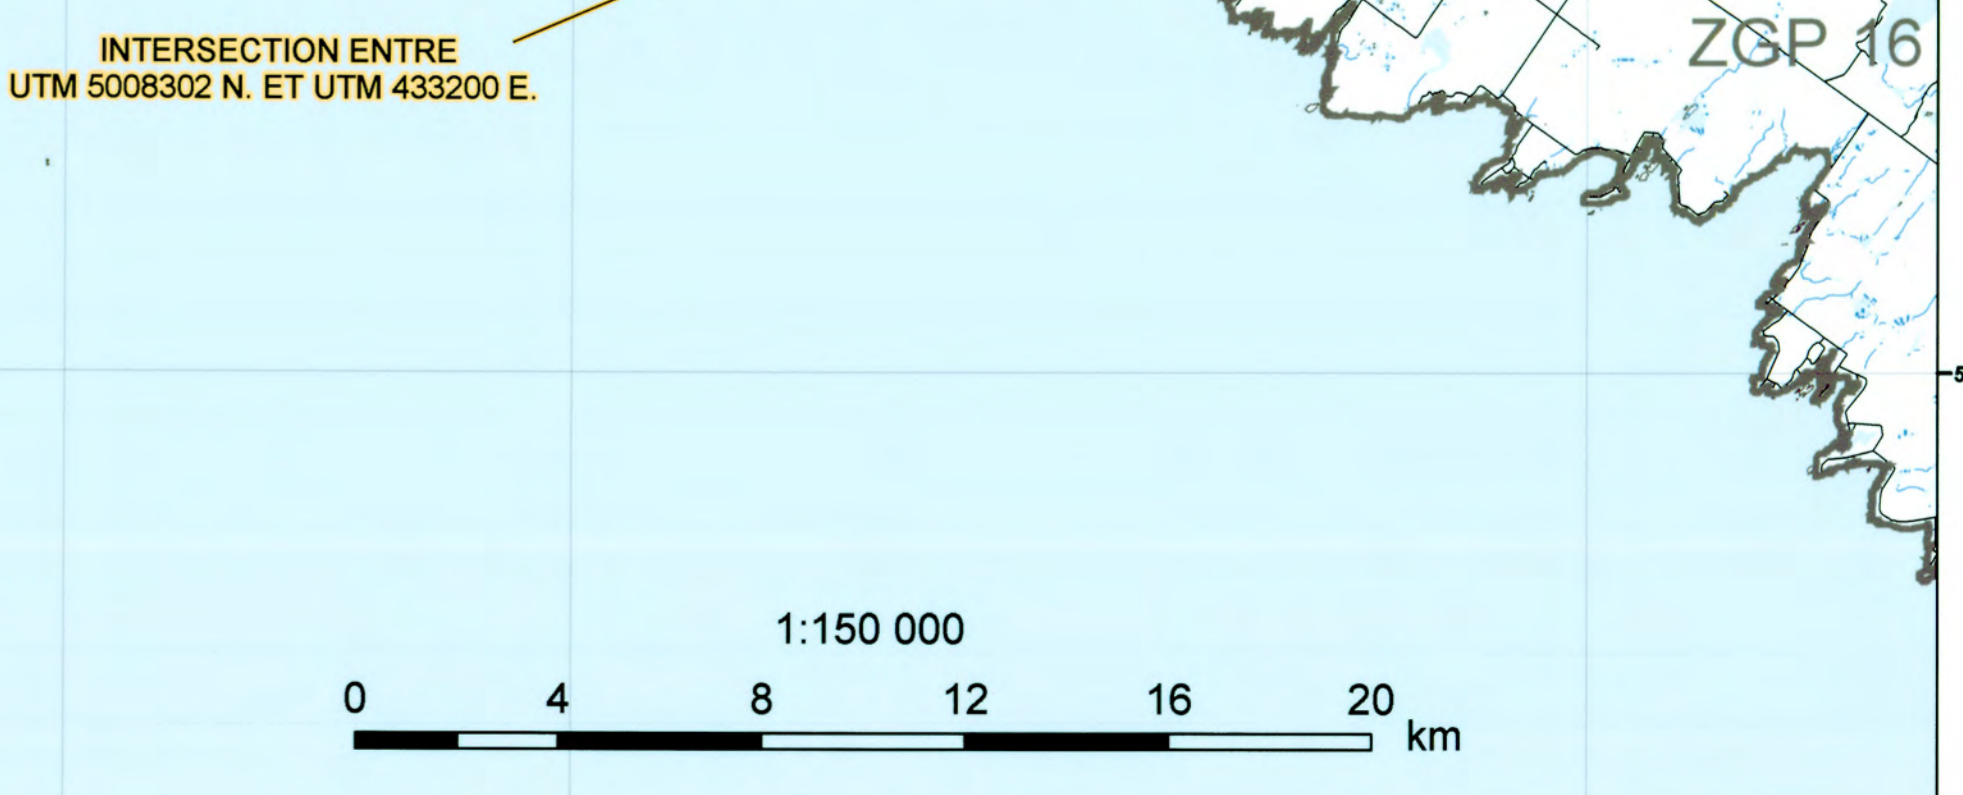 INTERSECTION ENTRE
UTM 5008302 N. ET UTM 433200 E.
ZGP 16
5
1:150 000
0 4 8 12 16 20
km